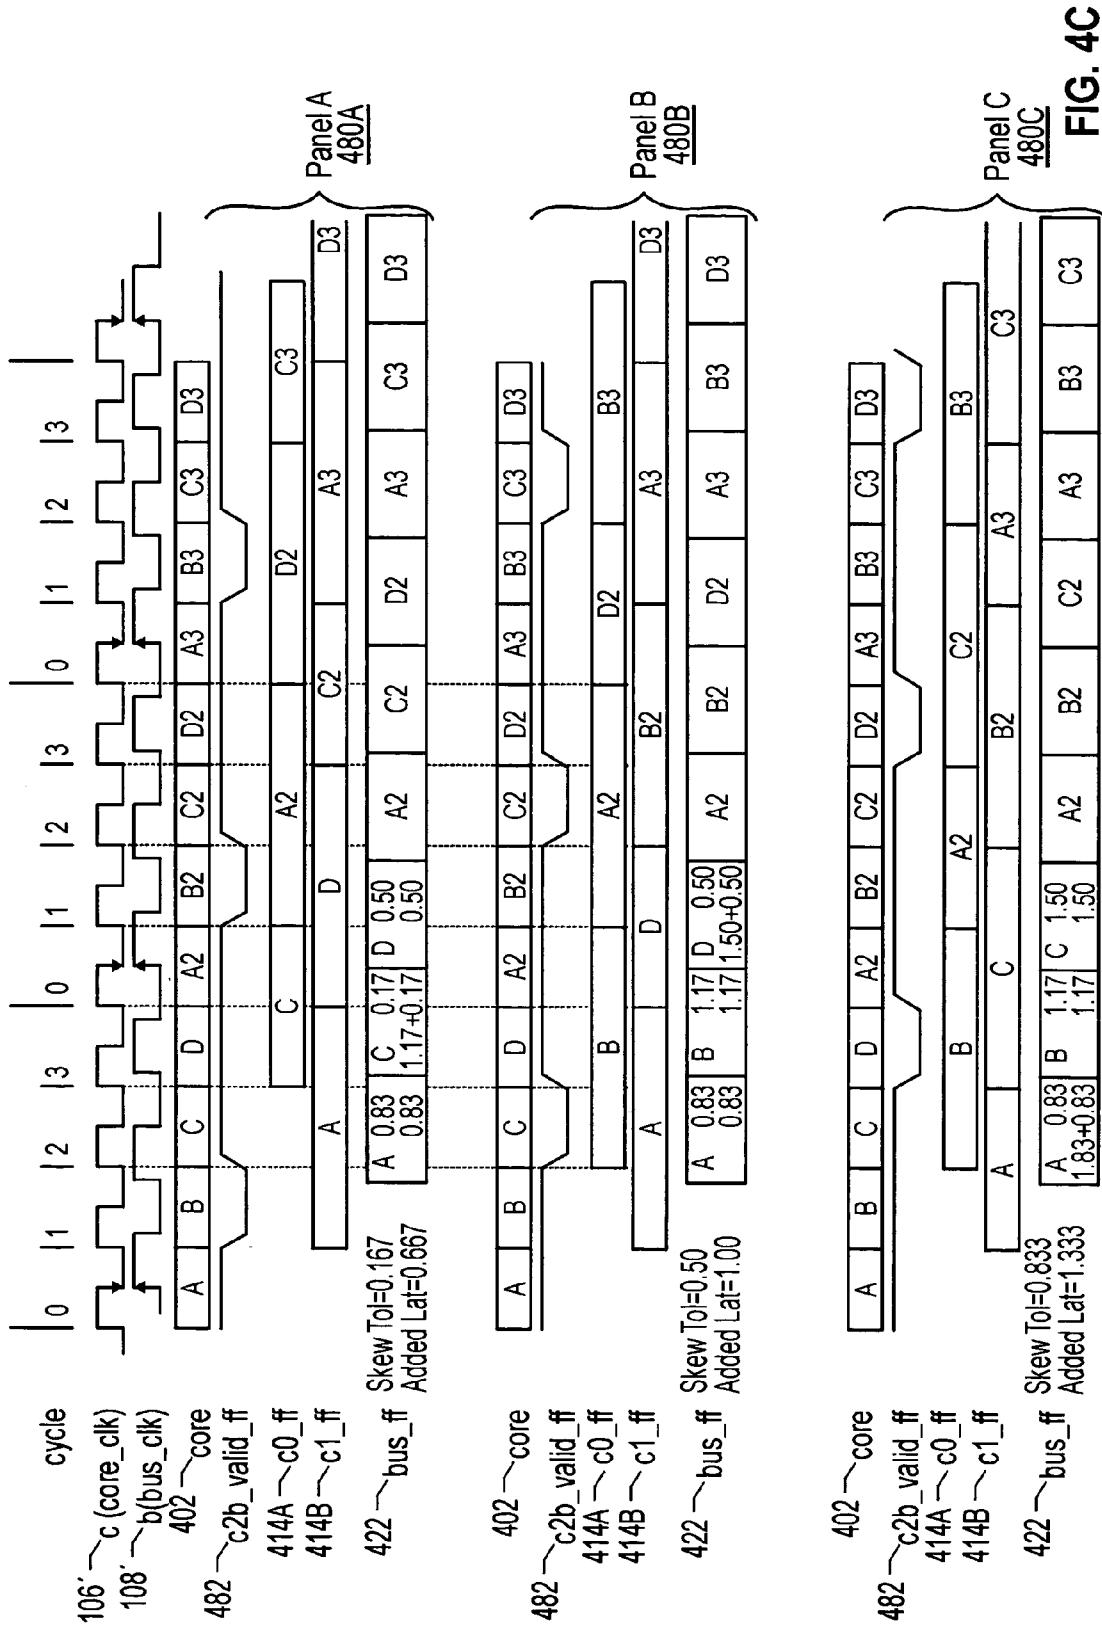 cycle | 0 | 1 | 2 | 3 | 0 | 1 | 2 | 3 | 0 | 1 | 2 | 3 |
106' c (core_clk)
108' b(bus_clk)
402 core A B C D A2 B2 C2 D2 A3 B3 C3 D3
482 c2b_valid_ff
414A c0_ff C A2 D2 C3
414B c1_ff A D C2 A3 D3
422 bus_ff
Skew Tol=0.167
Added Lat=0.667
A 0.83 C 0.17 D 0.50 A2 C2 D2 A3 C3 D3
0.83 1.17+0.17 0.50
Panel A
480A
402 core A B C D A2 B2 C2 D2 A3 B3 C3 D3
482 c2b_valid_ff
414A c0_ff B A2 D2 B3
414B c1_ff A D B2 A3 D3
422 bus_ff
Skew Tol=0.50
Added Lat=1.00
A 0.83 B 1.17 D 0.50 A2 B2 D2 A3 B3 D3
0.83 1.17 1.50+0.50
Panel B
480B
402 core A B C D A2 B2 C2 D2 A3 B3 C3 D3
482 c2b_valid_ff
414A c0_ff B A2 C2 B3
414B c1_ff A C B2 A3 C3
422 bus_ff
Skew Tol=0.833
Added Lat=1.333
A 0.83 B 1.17 C 1.50 A2 B2 C2 A3 B3 C3
1.83+0.83 1.17 1.50
Panel C
480C
FIG. 4C